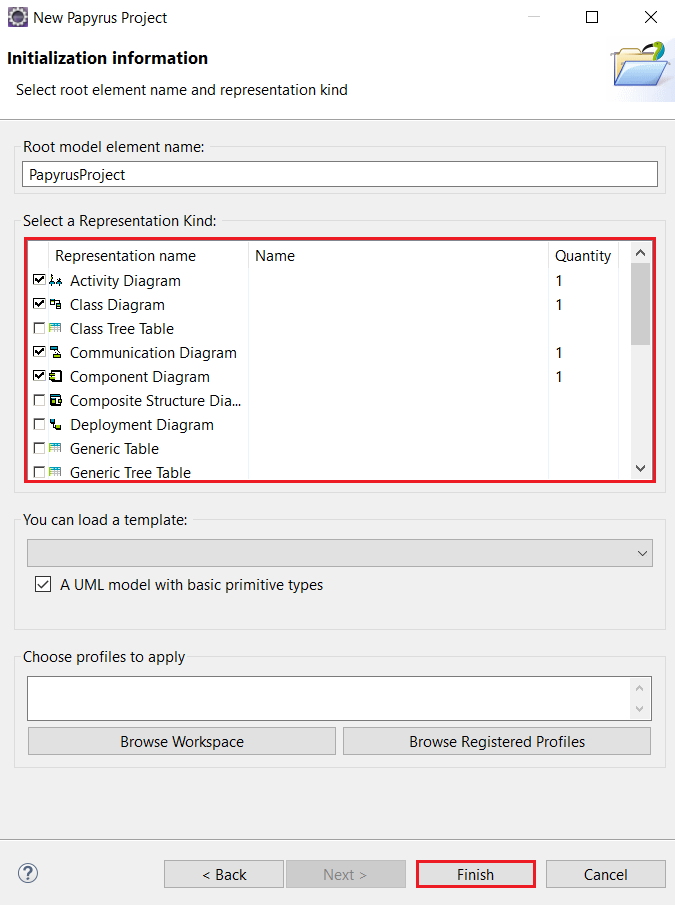 New Papyrus Project
Initialization information
Select root element name and representation kind
Root model element name:
PapyrusProject
Select a Representation Kind:
Representation name Name Quantity
Activity Diagram 1
Class Diagram 1
Class Tree Table
Communication Diagram 1
Component Diagram 1
Composite Structure Dia...
Deployment Diagram
Generic Table
Generic Tree Table
You can load a template:
A UML model with basic primitive types
Choose profiles to apply
Browse Workspace Browse Registered Profiles
? < Back Next > Finish Cancel